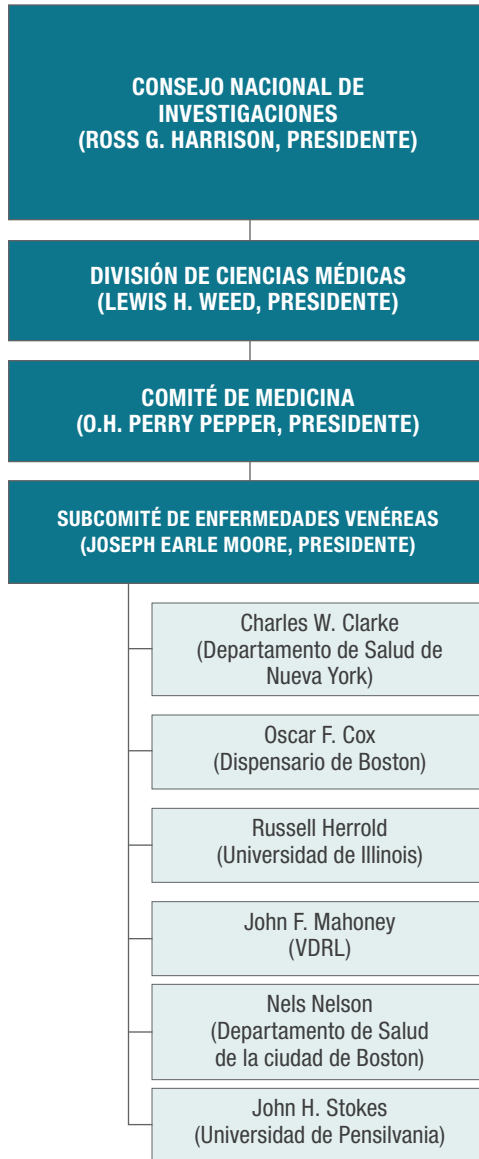 CONSEJO NACIONAL DE
INVESTIGACIONES
(ROSS G. HARRISON, PRESIDENTE)
DIVISIÓN DE CIENCIAS MÉDICAS
(LEWIS H. WEED, PRESIDENTE)
COMITÉ DE MEDICINA
(O.H. PERRY PEPPER, PRESIDENTE)
SUBCOMITÉ DE ENFERMEDADES VENÉREAS
(JOSEPH EARLE MOORE, PRESIDENTE)
Charles W. Clarke
(Departamento de Salud de
Nueva York)
Oscar F. Cox
(Dispensario de Boston)
Russell Herrold
(Universidad de Illinois)
John F. Mahoney
(VDRL)
Nels Nelson
(Departamento de Salud
de la ciudad de Boston)
John H. Stokes
(Universidad de Pensilvania)